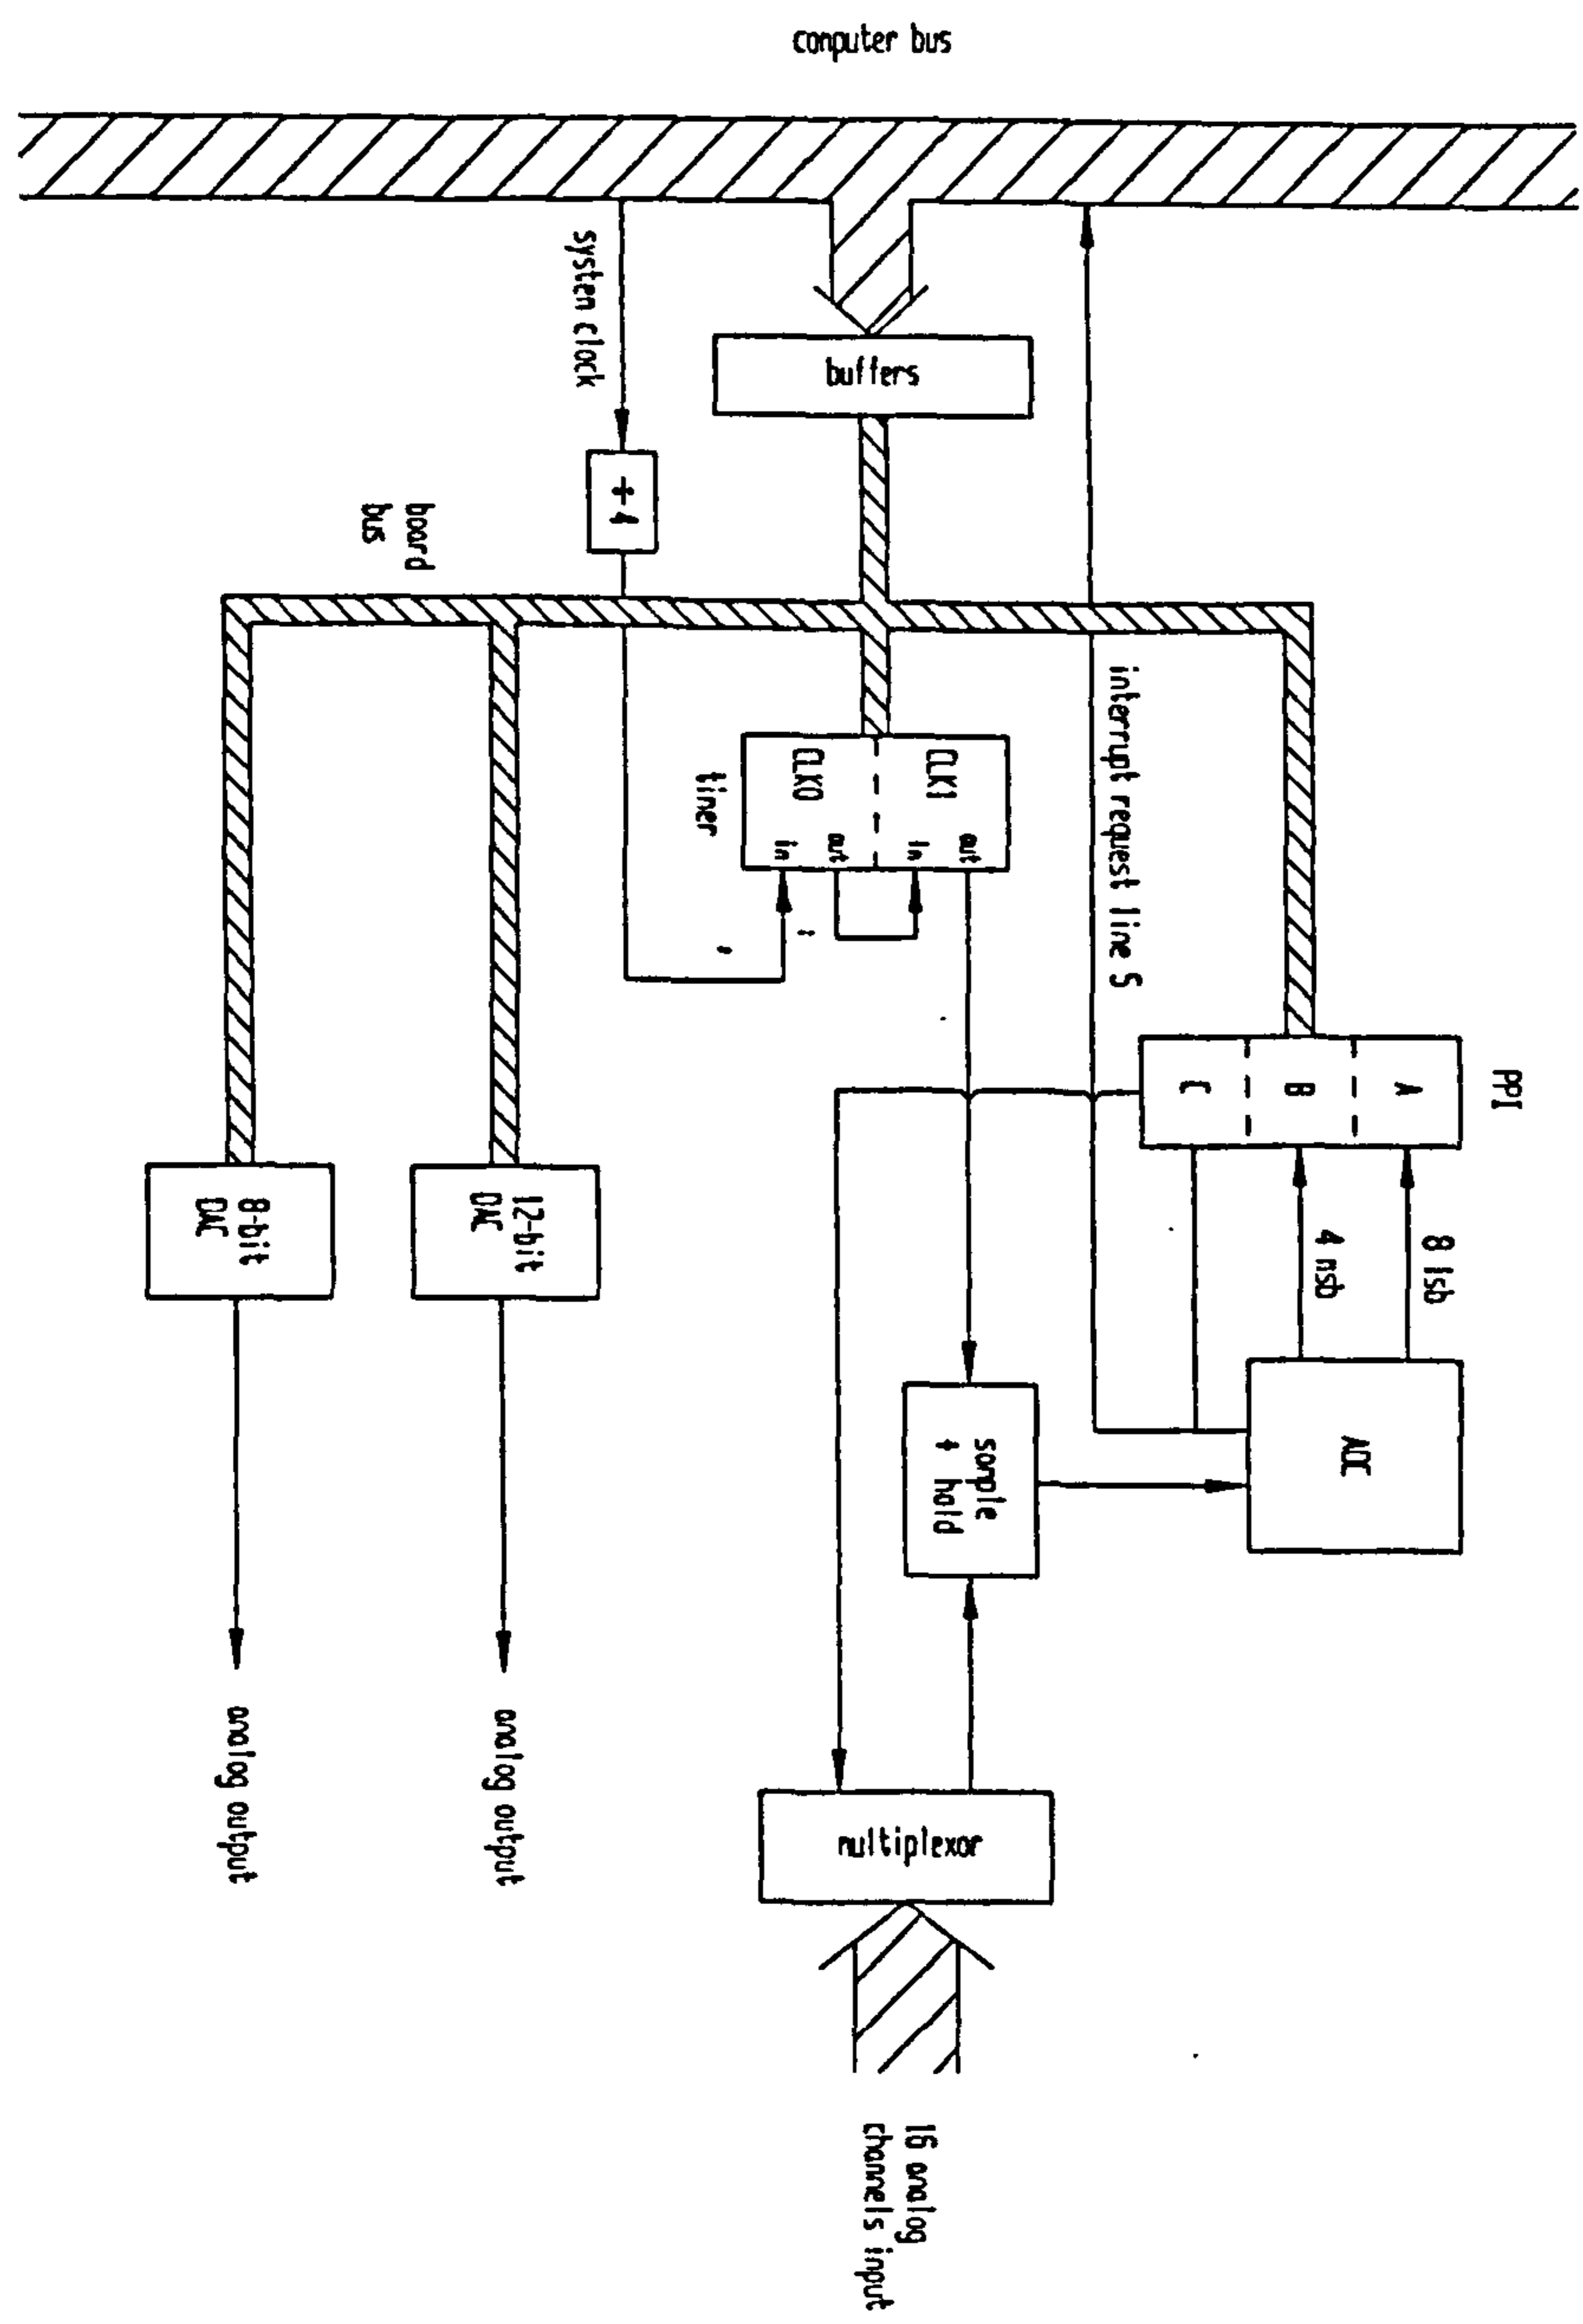 computer bus
system clock
buffers
÷4
board
bus
interrupt request line 5
CLK0
CLK1
in
out
in
out
timer
PPI
A
B
C
8 lsb
4 msb
ADC
8-bit
DAC
12-bit
DAC
sample
+ hold
multiplexor
analog output
analog output
16 analog
channels input